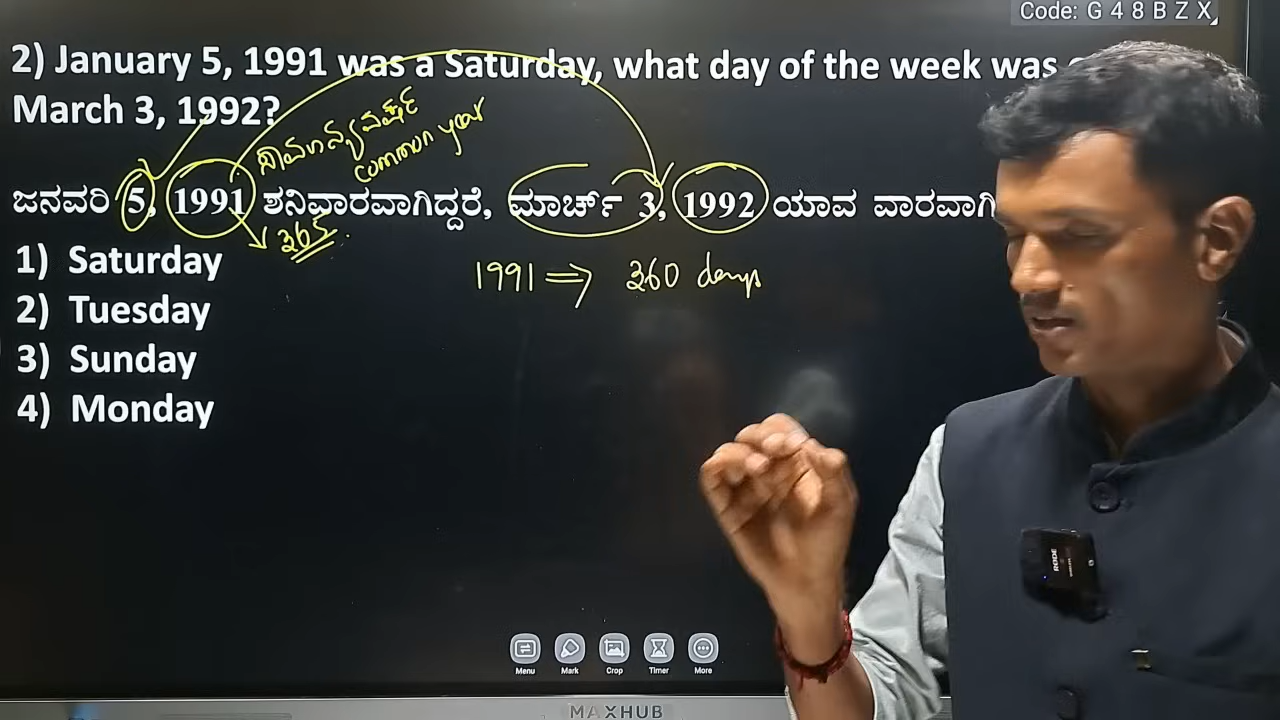 Code: G 4 8 B Z X
2) January 5, 1991 was a Saturday, what day of the week was
March 3, 1992?
ಸಾಮಾನ್ಯ ವರ್ಷ
common year
ಜನವರಿ 5, 1991 ಶನಿವಾರವಾಗಿದ್ದರೆ, ಮಾರ್ಚ್ 3, 1992 ಯಾವ ವಾರವಾಗಿ
365
1) Saturday
1991 ⇒ 360 days
2) Tuesday
3) Sunday
4) Monday
RODE
Menu Mark Crop Timer More
MAXHUB